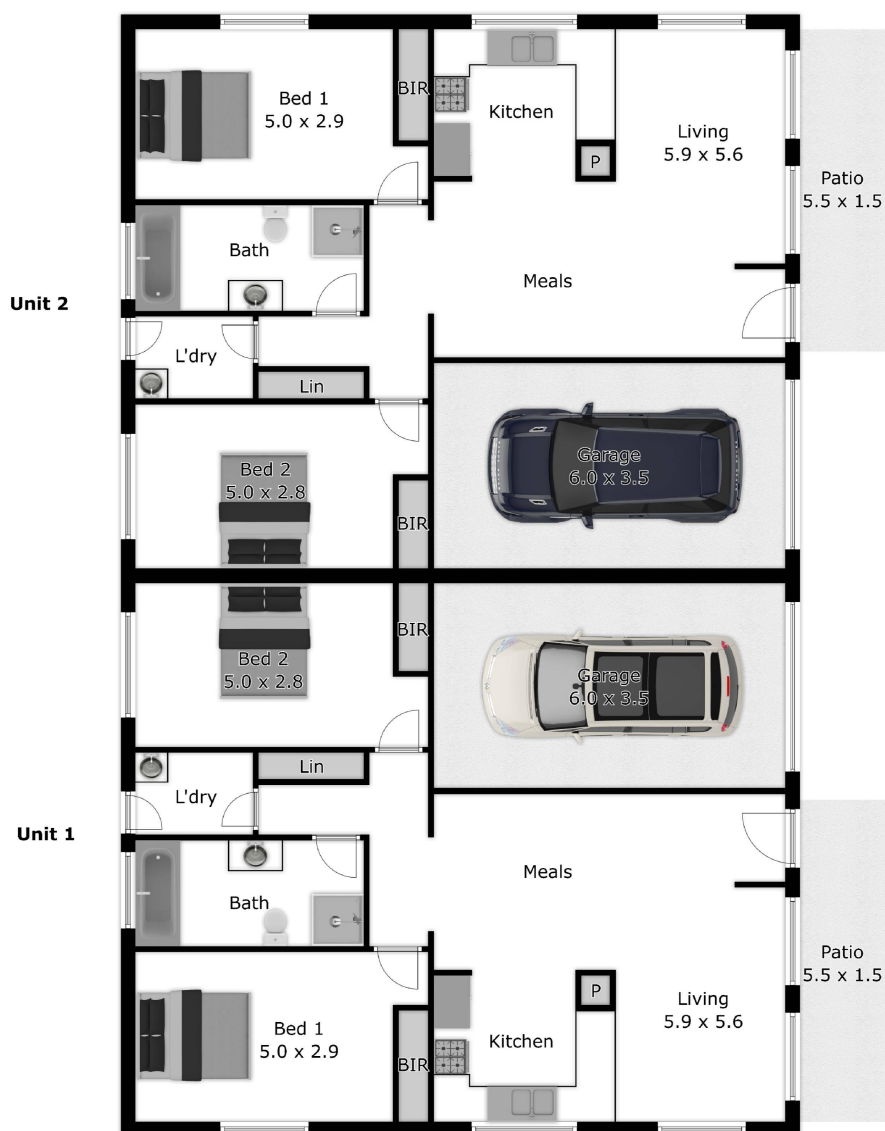 Bed 1
5.0 x 2.9
BIR
Kitchen
P
Living
5.9 x 5.6
Patio
5.5 x 1.5
Bath
Meals
Unit 2
L'dry
Lin
Bed 2
5.0 x 2.8
BIR
Garage
6.0 x 3.5
Bed 2
5.0 x 2.8
BIR
Garage
6.0 x 3.5
Lin
L'dry
Unit 1
Meals
Bath
Patio
5.5 x 1.5
P
Living
5.9 x 5.6
Bed 1
5.0 x 2.9
BIR
Kitchen